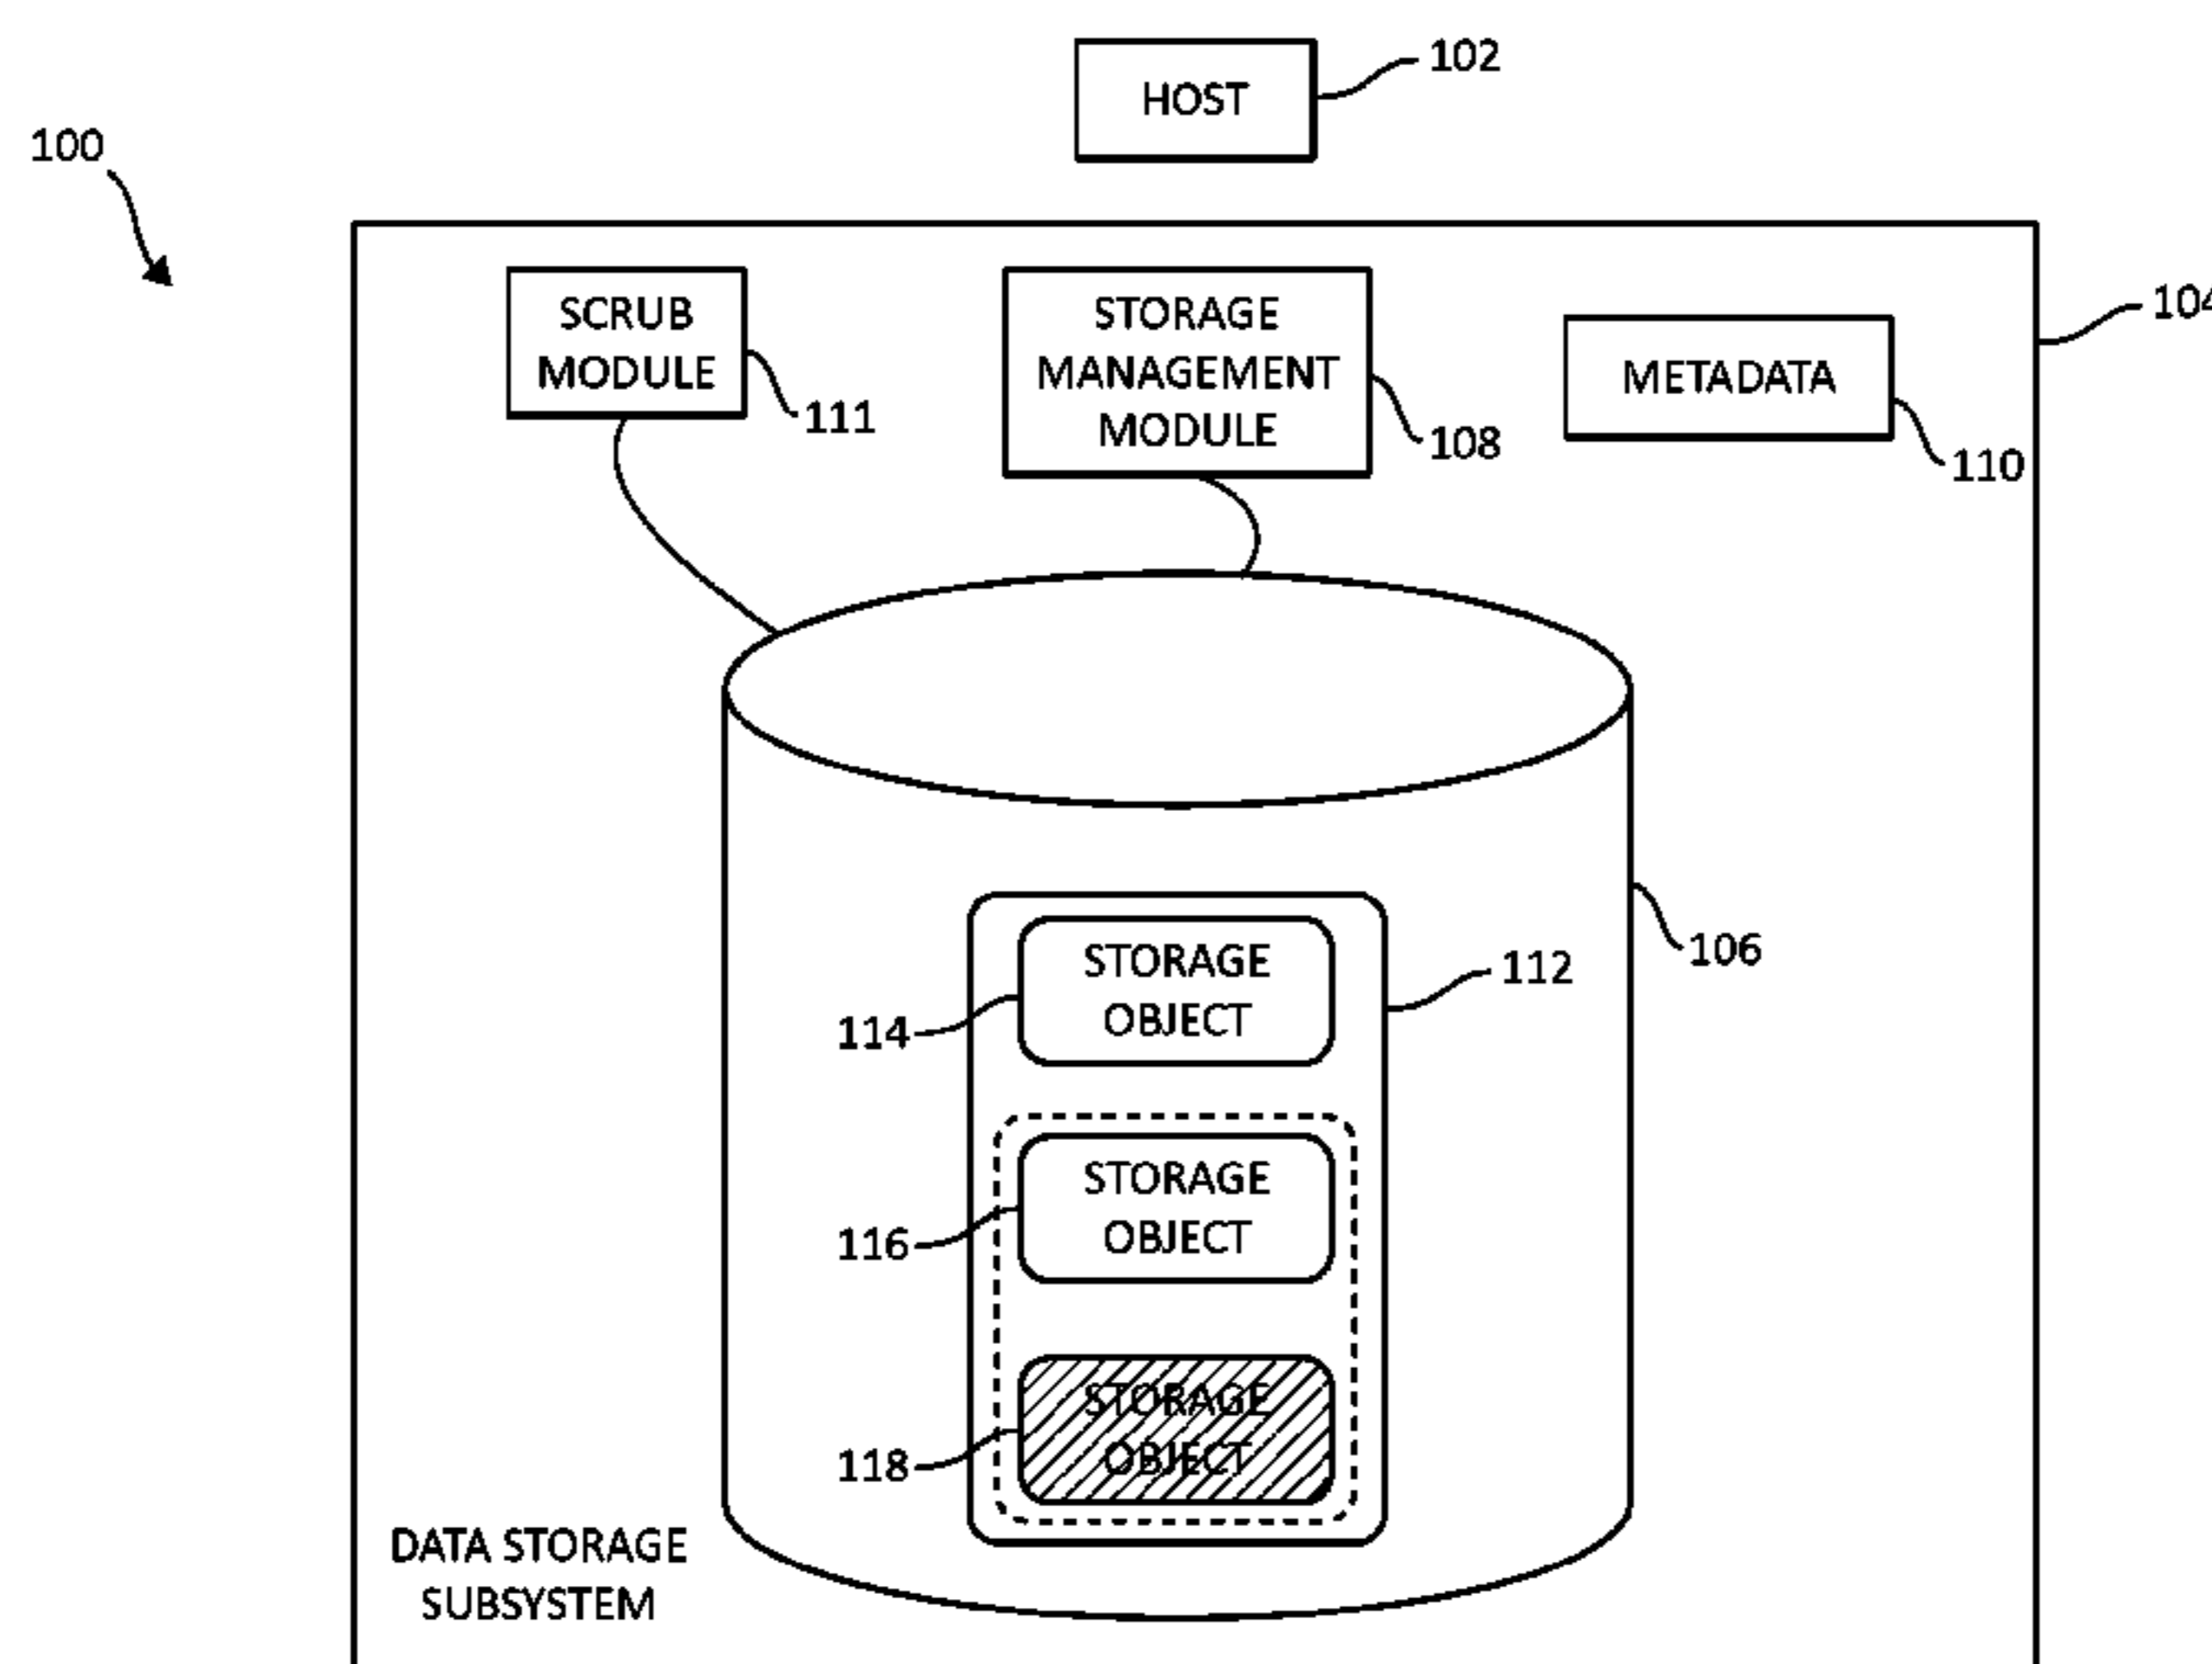 102
HOST
100
104
SCRUB
MODULE
111
STORAGE
MANAGEMENT
MODULE
108
METADATA
110
106
112
STORAGE
OBJECT
114
STORAGE
OBJECT
116
STORAGE
OBJECT
118
DATA STORAGE
SUBSYSTEM